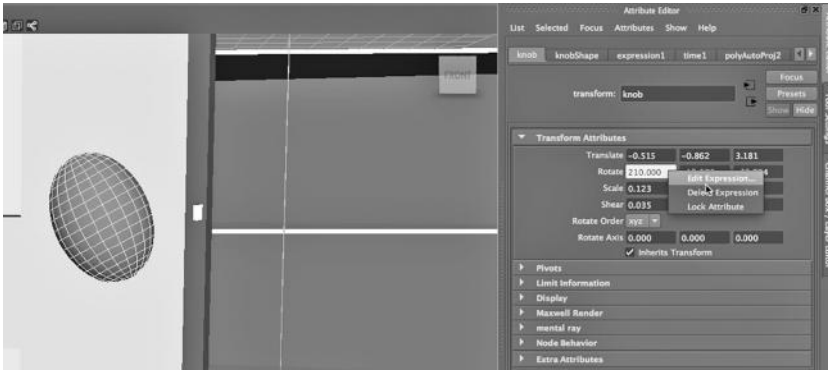 Attribute Editor
List Selected Focus Attributes Show Help
knob knobShape expression1 time1 polyAutoProj2
Focus
transform: knob
Presets
Show Hide
FRONT
Transform Attributes
Translate -0.515 -0.862 3.181
Rotate 210.000
Edit Expression...
Scale 0.123
Delete Expression
Shear 0.035
Lock Attribute
Rotate Order xyz
Rotate Axis 0.000 0.000 0.000
Inherits Transform
Pivots
Limit Information
Display
Maxwell Render
mental ray
Node Behavior
Extra Attributes